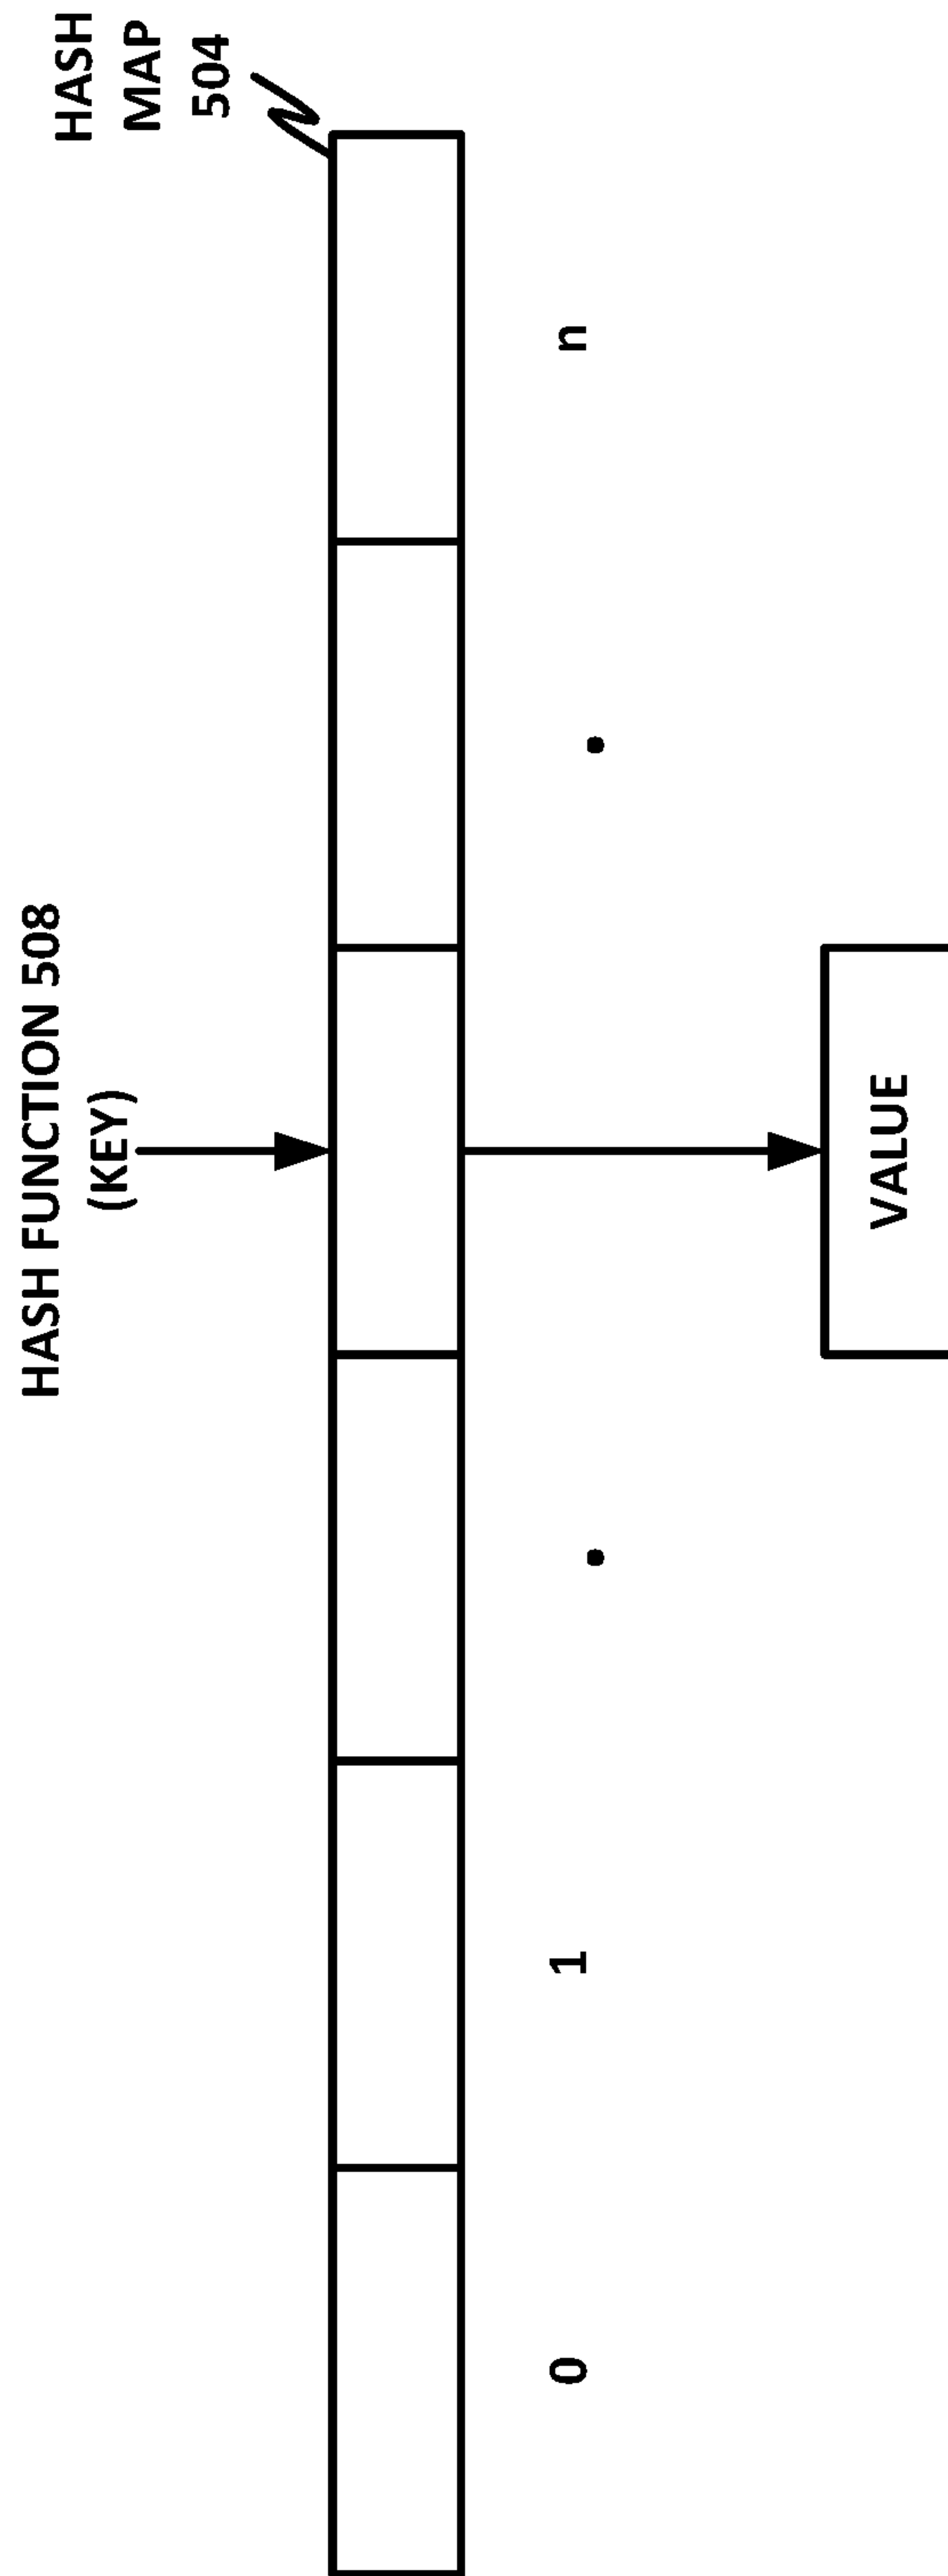 HASH FUNCTION 508
(KEY)
HASH
MAP
504
0
1
n
VALUE